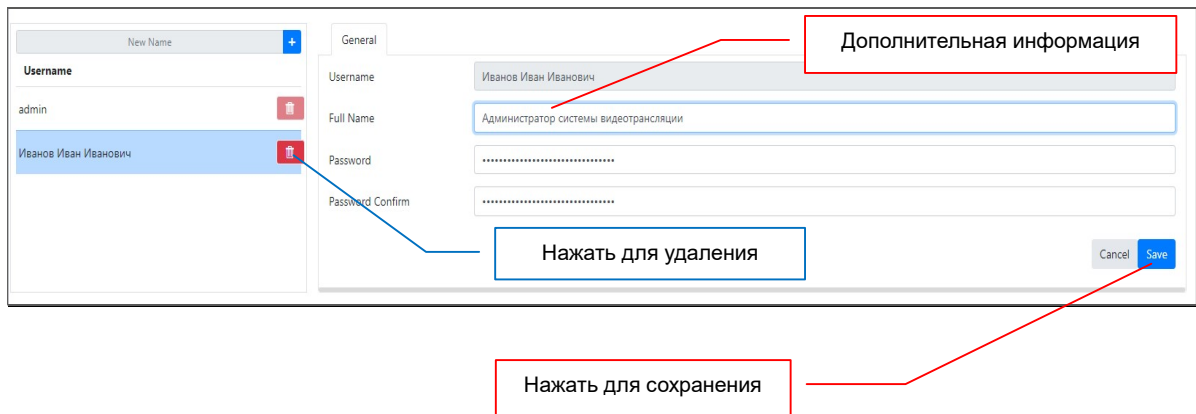 New Name
+
Username
admin
Иванов Иван Иванович
General
Дополнительная информация
Username
Иванов Иван Иванович
Full Name
Администратор системы видеотрансляции
Password
••••••••••••••••••••••••••••••••
Password Confirm
••••••••••••••••••••••••••••••••
Нажать для удаления
Cancel
Save
Нажать для сохранения